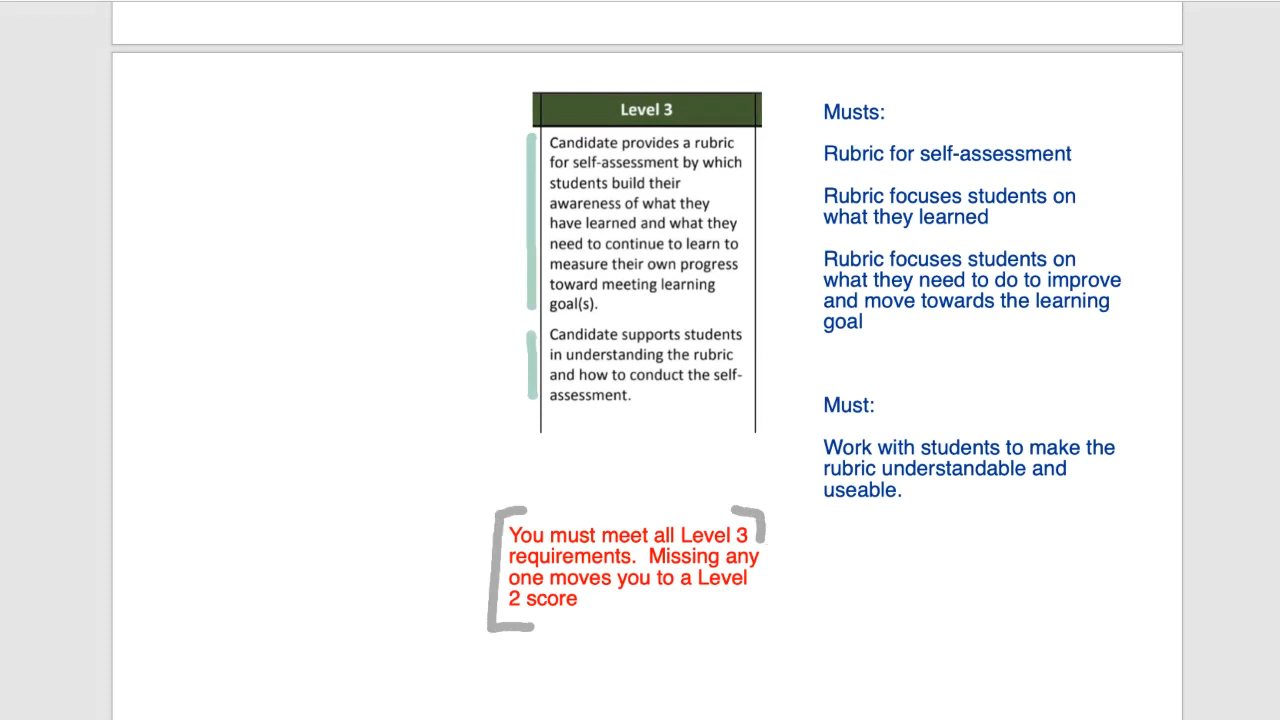 Level 3
Candidate provides a rubric
for self-assessment by which
students build their
awareness of what they
have learned and what they
need to continue to learn to
measure their own progress
toward meeting learning
goal(s).
Candidate supports students
in understanding the rubric
and how to conduct the self-
assessment.
You must meet all Level 3
requirements.  Missing any
one moves you to a Level
2 score
Musts:
Rubric for self-assessment
Rubric focuses students on
what they learned
Rubric focuses students on
what they need to do to improve
and move towards the learning
goal
Must:
Work with students to make the
rubric understandable and
useable.